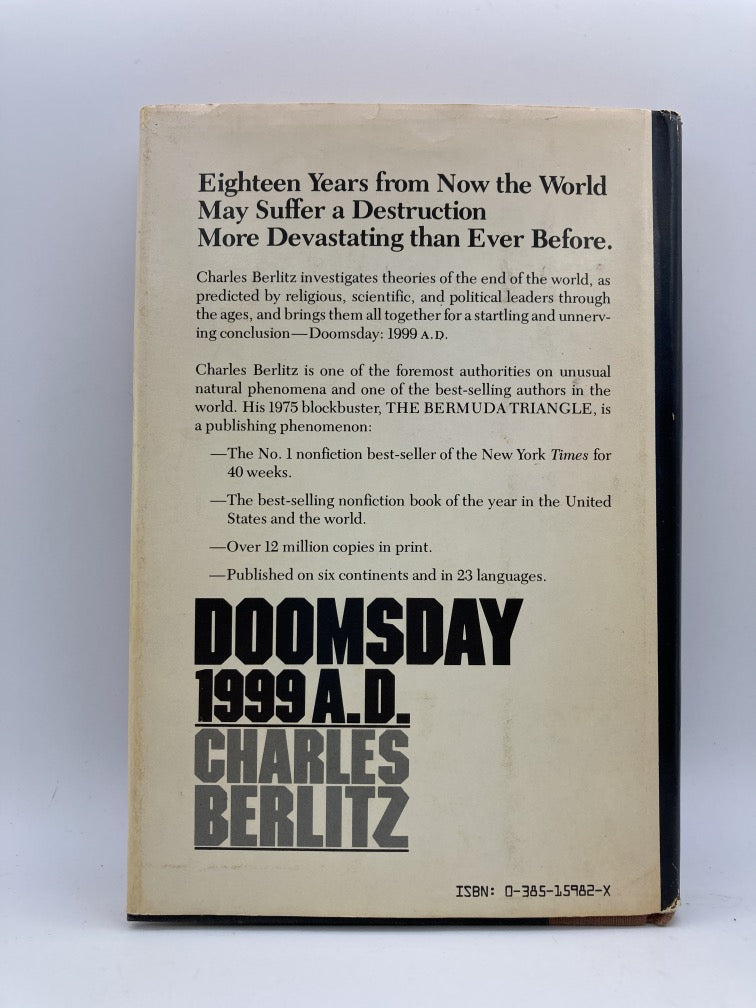 Eighteen Years from Now the World
May Suffer a Destruction
More Devastating than Ever Before.
Charles Berlitz investigates theories of the end of the world, as
predicted by religious, scientific, and political leaders through
the ages, and brings them all together for a startling and unnerv-
ing conclusion—Doomsday: 1999 A.D.
Charles Berlitz is one of the foremost authorities on unusual
natural phenomena and one of the best-selling authors in the
world. His 1975 blockbuster, THE BERMUDA TRIANGLE, is
a publishing phenomenon:
—The No. 1 nonfiction best-seller of the New York Times for
40 weeks.
—The best-selling nonfiction book of the year in the United
States and the world.
—Over 12 million copies in print.
—Published on six continents and in 23 languages.
DOOMSDAY
1999 A.D.
CHARLES
BERLITZ
ISBN: 0-385-15982-X